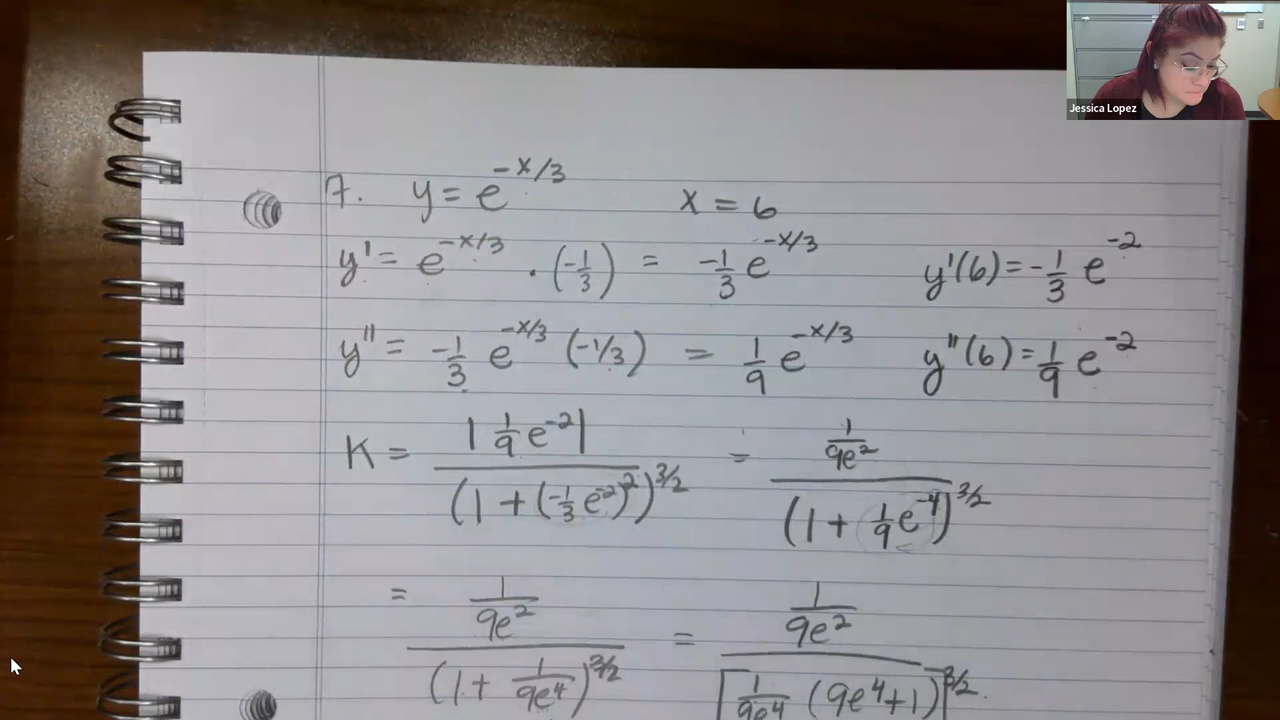 Jessica Lopez
7. y = e^{-x/3} x = 6
y' = e^{-x/3} · (-1/3) = -1/3 e^{-x/3} y'(6) = -1/3 e^{-2}
y'' = -1/3 e^{-x/3} (-1/3) = 1/9 e^{-x/3} y''(6) = 1/9 e^{-2}
K = |1/9 e^{-2}| / (1 + (-1/3 e^{-2})^2)^{3/2} = (1/(9e^2)) / (1 + 1/9 e^{-4})^{3/2}
= (1/(9e^2)) / (1 + 1/(9e^4))^{3/2} = (1/(9e^2)) / [1/(9e^4) (9e^4+1)]^{3/2}